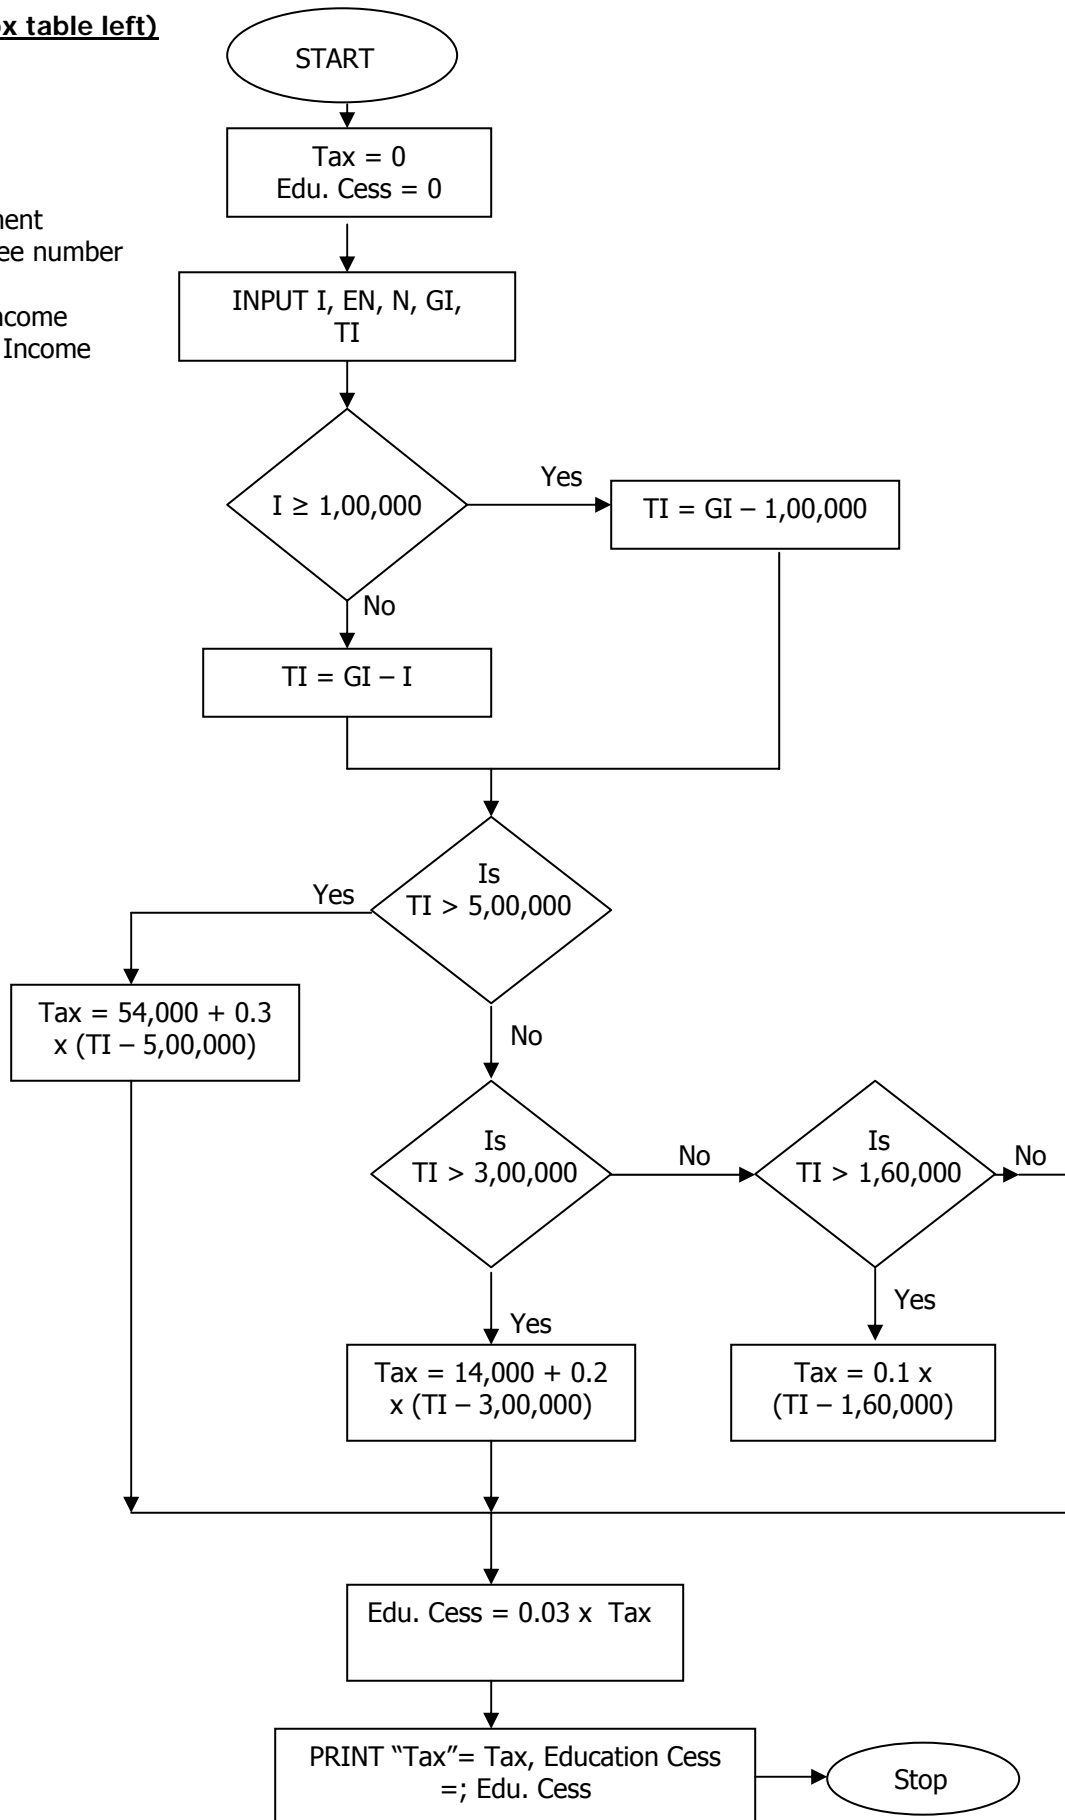 x table left)
START
Tax = 0
Edu. Cess = 0
nent
ee number
INPUT I, EN, N, GI,
TI
ncome
Income
Yes
I ≥ 1,00,000
TI = GI – 1,00,000
No
TI = GI – I
Is
TI > 5,00,000
Yes
Tax = 54,000 + 0.3
x (TI – 5,00,000)
No
Is
TI > 3,00,000
No
Is
TI > 1,60,000
No
Yes
Yes
Tax = 14,000 + 0.2
x (TI – 3,00,000)
Tax = 0.1 x
(TI – 1,60,000)
Edu. Cess = 0.03 x Tax
PRINT “Tax”= Tax, Education Cess
=; Edu. Cess
Stop